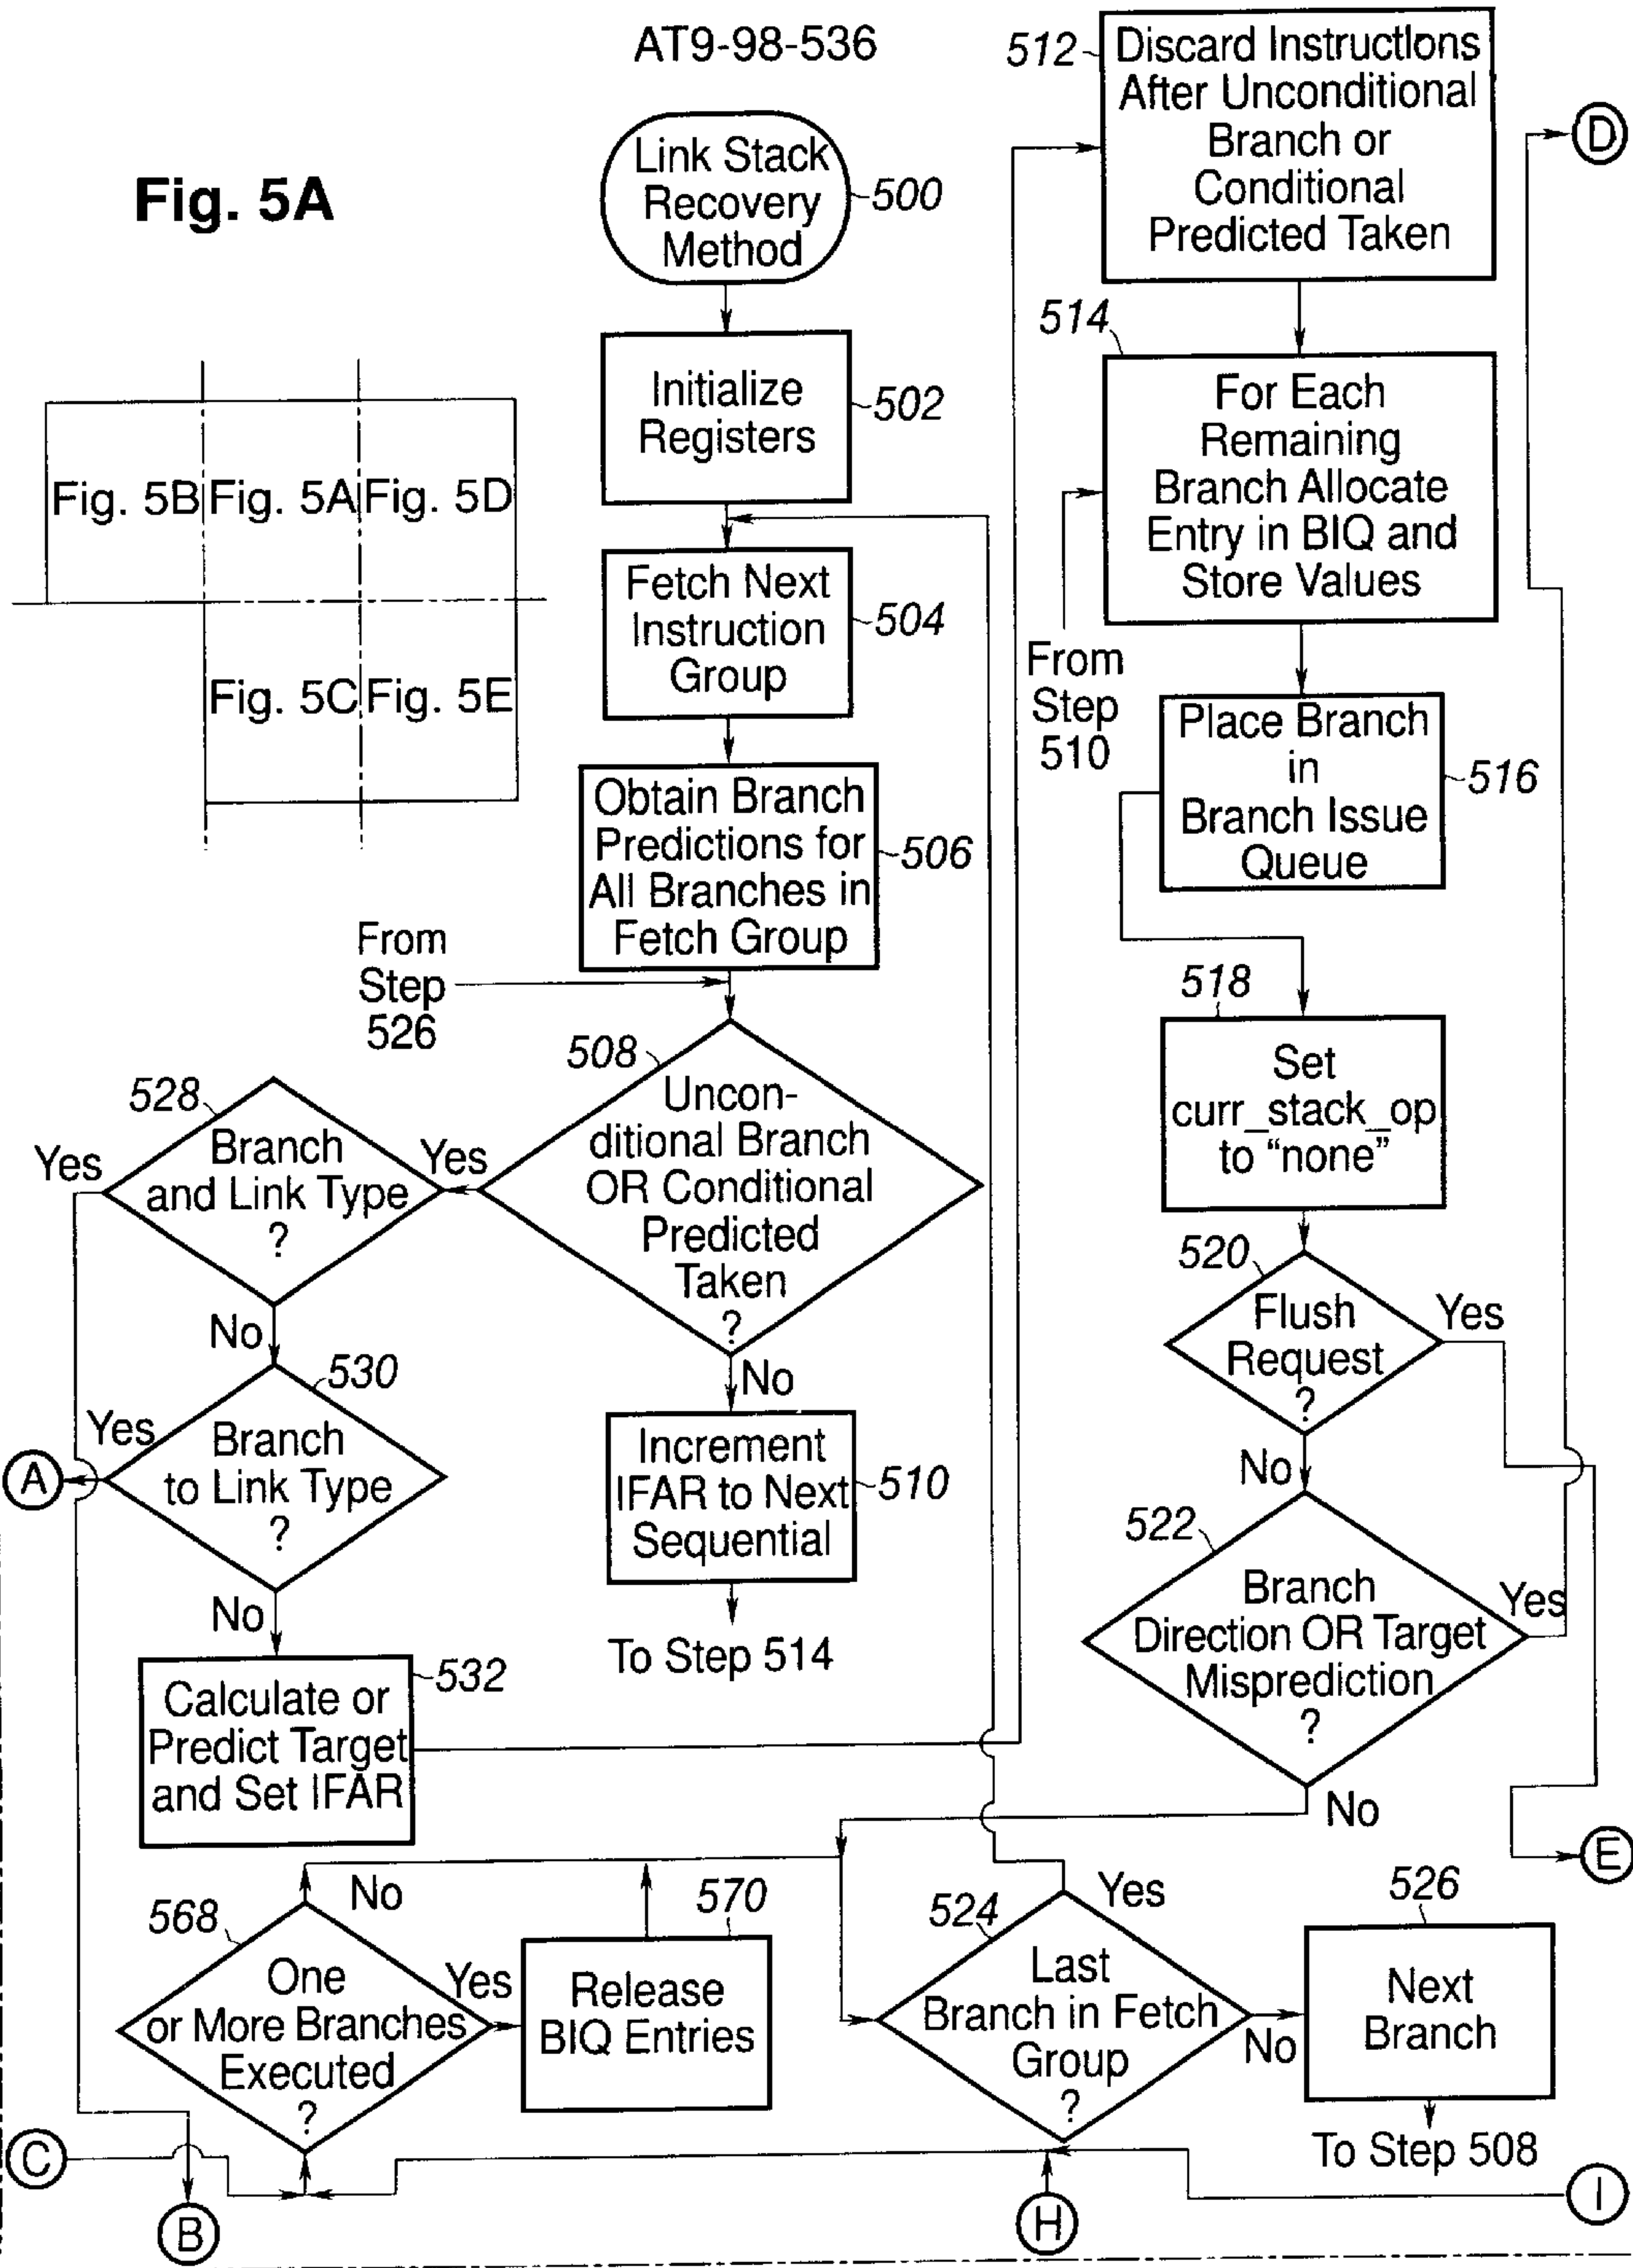 AT9-98-536
Fig. 5A
Link Stack
Recovery
Method
500
Initialize
Registers
502
Fig. 5B
Fig. 5A
Fig. 5D
Fig. 5C
Fig. 5E
Fetch Next
Instruction
Group
504
Obtain Branch
Predictions for
All Branches in
Fetch Group
506
From
Step
526
508
Uncon-
ditional Branch
OR Conditional
Predicted
Taken
?
Yes
No
528
Branch
and Link Type
?
Yes
No
530
Branch
to Link Type
?
Yes
A
No
Increment
IFAR to Next
Sequential
510
To Step 514
Calculate or
Predict Target
and Set IFAR
532
512
Discard Instructions
After Unconditional
Branch or
Conditional
Predicted Taken
D
514
For Each
Remaining
Branch Allocate
Entry in BIQ and
Store Values
From
Step
510
Place Branch
in
Branch Issue
Queue
516
518
Set
curr_stack_op
to “none”
520
Flush
Request
?
Yes
No
522
Branch
Direction OR Target
Misprediction
?
Yes
No
E
568
One
or More Branches
Executed
?
No
Yes
570
Release
BIQ Entries
524
Last
Branch in Fetch
Group
?
Yes
No
526
Next
Branch
To Step 508
C
B
H
I